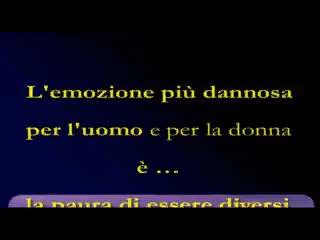 L'emozione più dannosa
per l'uomo e per la donna
è ...
la paura di essere diversi